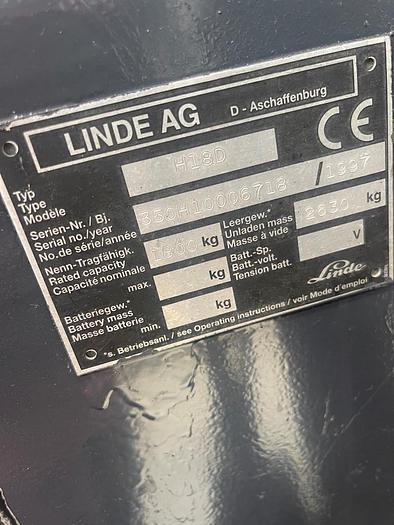 LINDE AG D - Aschaffenburg
CE
Typ
Type
Modèle
H18D
Serien-Nr. / Bj.
Serial no./year
No. de série/année
350H10006718 / 1997
Nenn-Tragfähigk.
Rated capacity
Capacité nominale
kg
Leergew.*
Unladen mass
Masse à vide
2630 kg
Batteriegew.*
Battery mass
Masse batterie
max. kg
min. kg
Batt.-Sp.
Batt.-volt.
Tension batt.
V
Linde
*s. Betriebsanl. / see Operating instructions / voir Mode d'emploi